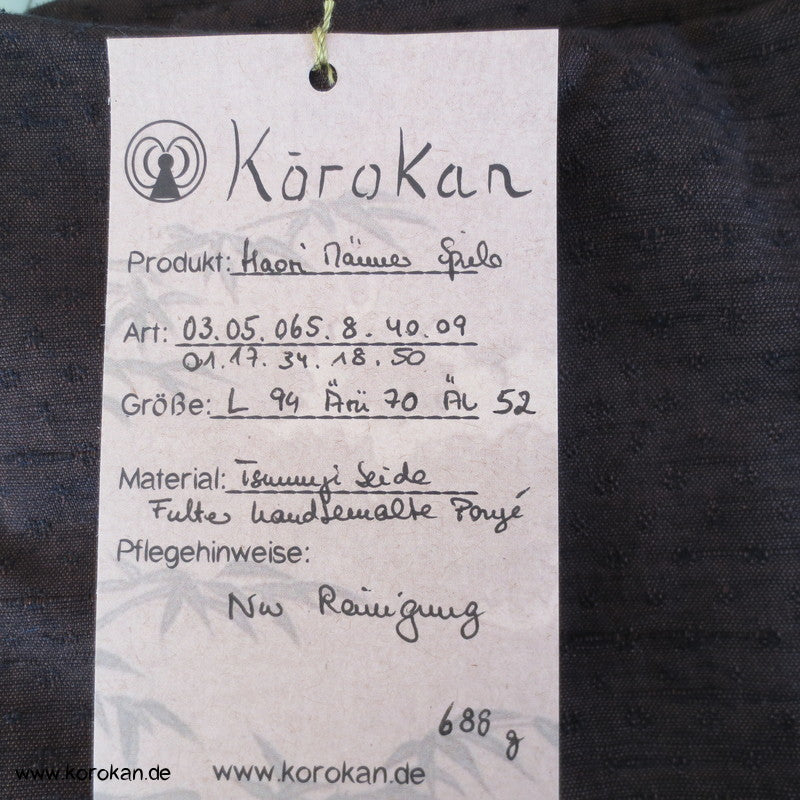 Kōrokan
Produkt: Haori Männer Spiele
Art: 03.05.065.8.40.09
01.17.34.18.50
Größe: L 94 Ärü 70 ÄL 52
Material: Tsumugi Seide
Futter handbemalte Pongé
Pflegehinweise:
Nur Reinigung
688 g
www.korokan.de
www.korokan.de